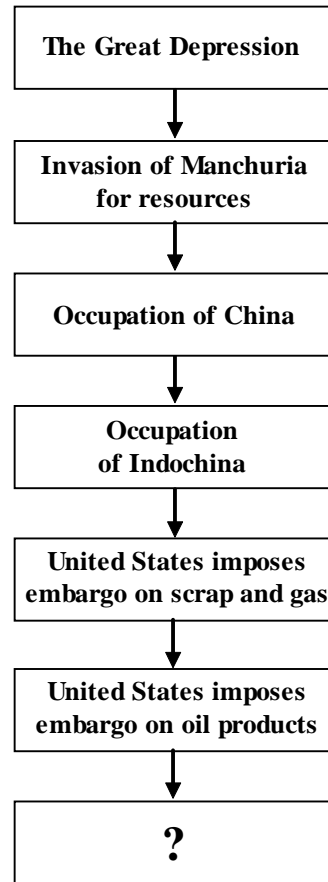 The Great Depression
Invasion of Manchuria
for resources
Occupation of China
Occupation
of Indochina
United States imposes
embargo on scrap and gas
United States imposes
embargo on oil products
?